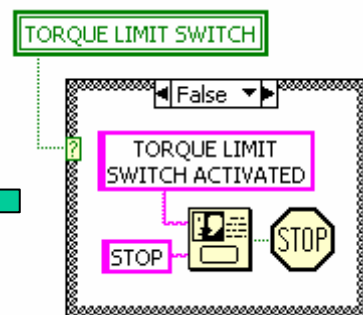 TORQUE LIMIT SWITCH
False
?
TORQUE LIMIT
SWITCH ACTIVATED
STOP
STOP